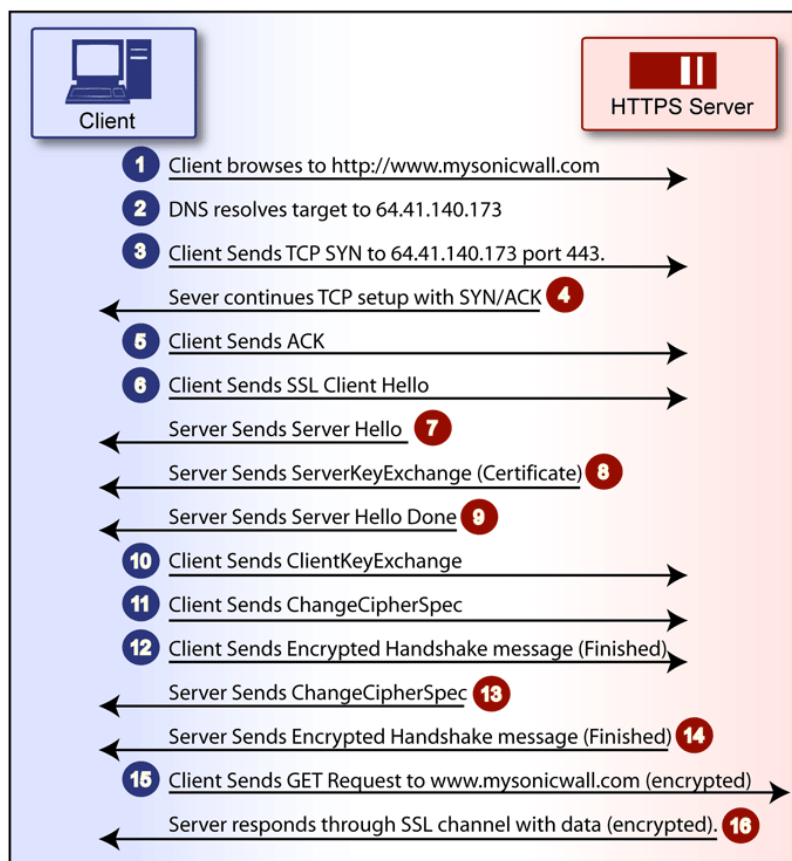 Client
HTTPS Server
1 Client browses to http://www.mysonicwall.com
2 DNS resolves target to 64.41.140.173
3 Client Sends TCP SYN to 64.41.140.173 port 443.
Sever continues TCP setup with SYN/ACK 4
5 Client Sends ACK
6 Client Sends SSL Client Hello
Server Sends Server Hello 7
Server Sends ServerKeyExchange (Certificate) 8
Server Sends Server Hello Done 9
10 Client Sends ClientKeyExchange
11 Client Sends ChangeCipherSpec
12 Client Sends Encrypted Handshake message (Finished)
Server Sends ChangeCipherSpec 13
Server Sends Encrypted Handshake message (Finished) 14
15 Client Sends GET Request to www.mysonicwall.com (encrypted)
Server responds through SSL channel with data (encrypted). 16